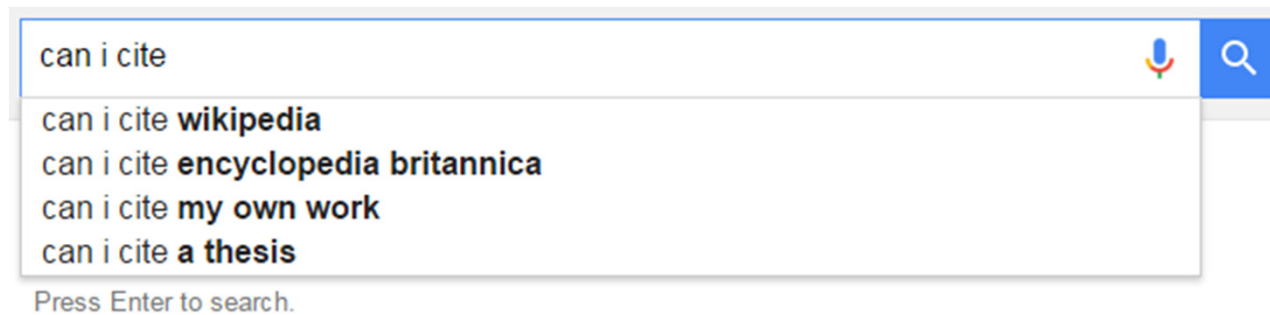 can i cite
can i cite wikipedia
can i cite encyclopedia britannica
can i cite my own work
can i cite a thesis
Press Enter to search.